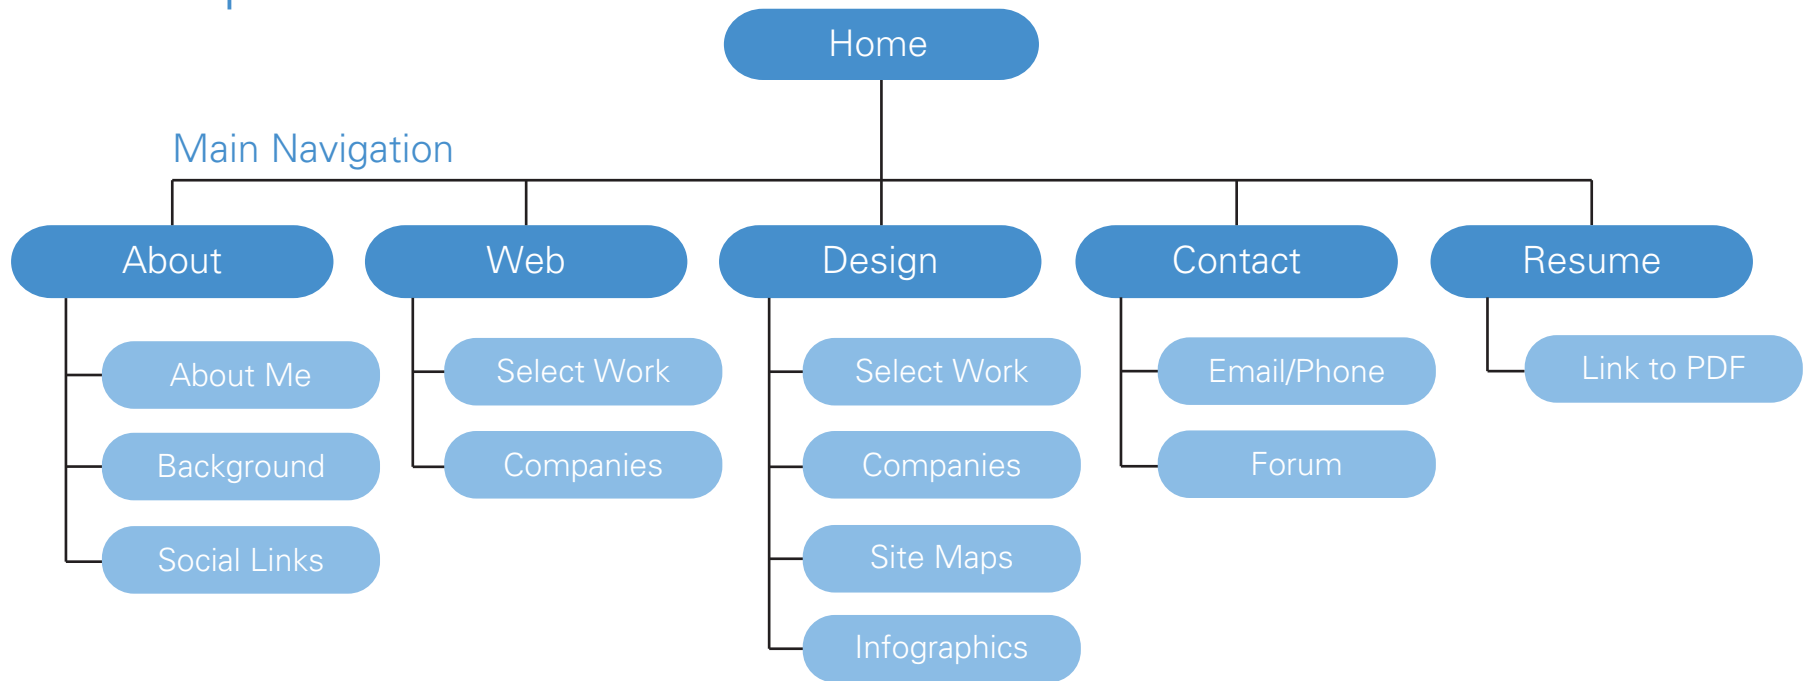 Home
Main Navigation
About
Web
Design
Contact
Resume
About Me
Background
Social Links
Select Work
Companies
Select Work
Companies
Site Maps
Infographics
Email/Phone
Forum
Link to PDF